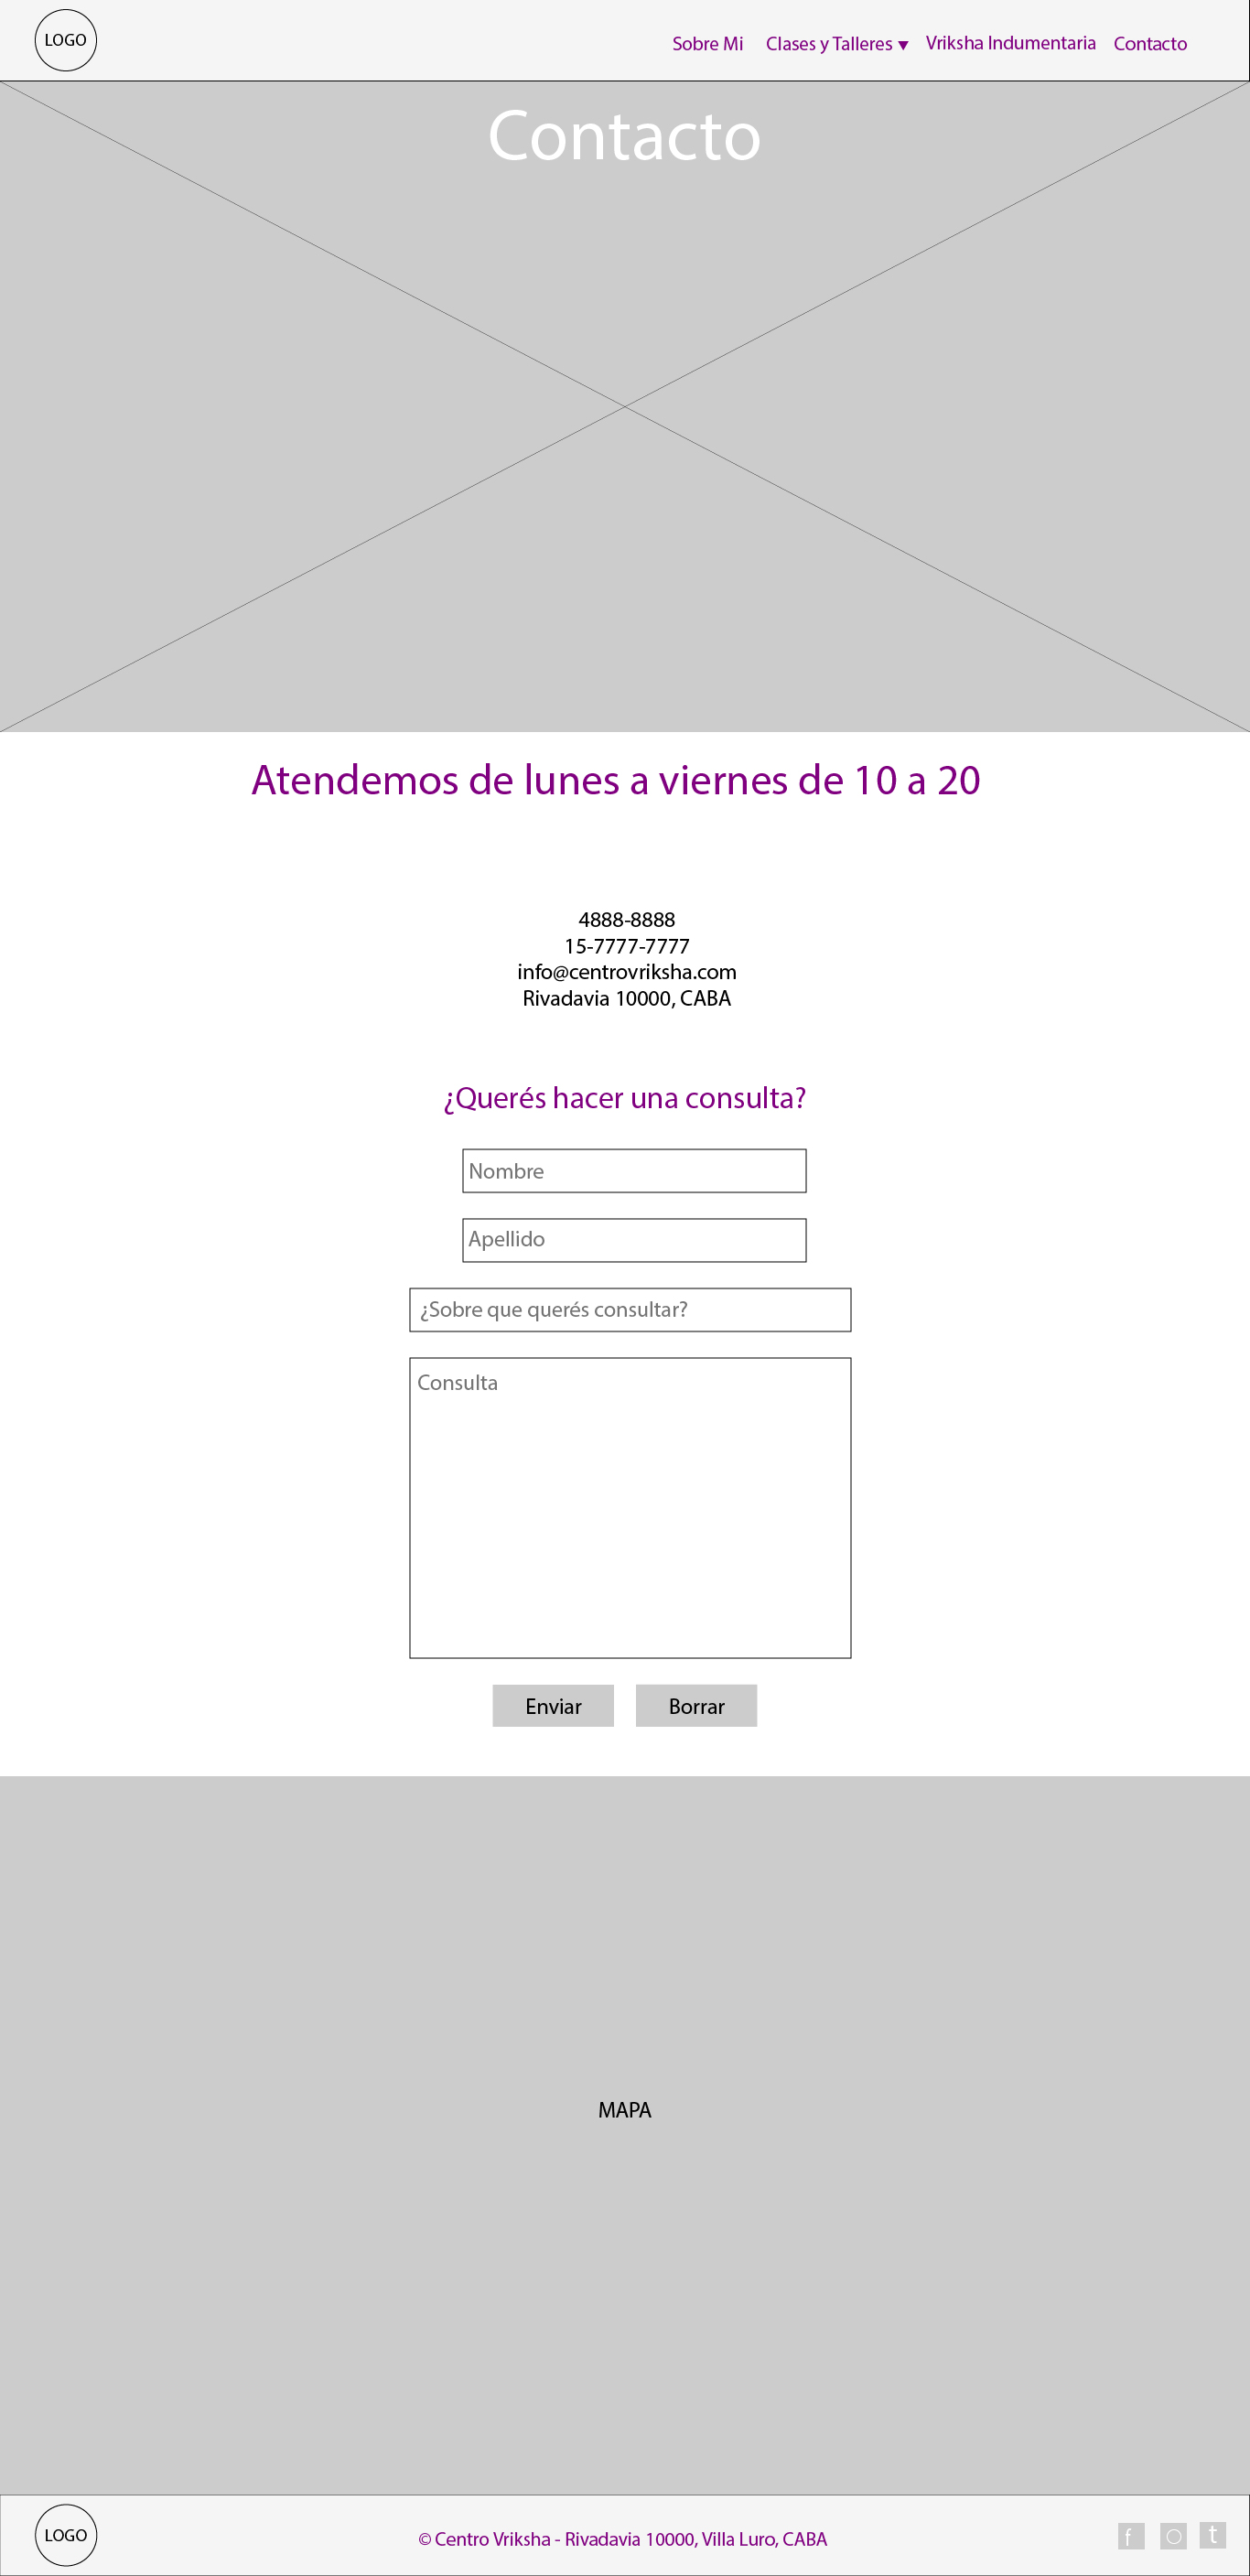 LOGO
Sobre Mi Clases y Talleres Vriksha Indumentaria Contacto
Contacto
Atendemos de lunes a viernes de 10 a 20
4888-8888
15-7777-7777
info@centrovriksha.com
Rivadavia 10000, CABA
¿Querés hacer una consulta?
Nombre
Apellido
¿Sobre que querés consultar?
Consulta
Enviar Borrar
MAPA
LOGO
© Centro Vriksha - Rivadavia 10000, Villa Luro, CABA
f t